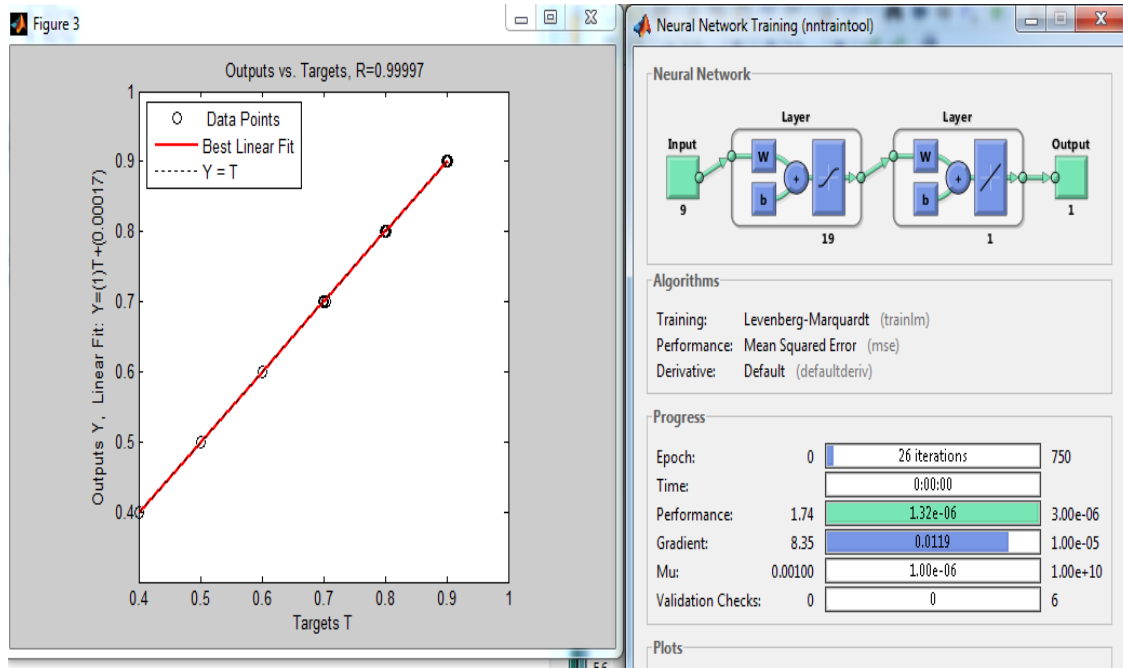 Figure 3
Outputs vs. Targets, R=0.99997
Data Points
Best Linear Fit
Y = T
Outputs Y, Linear Fit: Y=(1)T+(0.00017)
1
0.9
0.8
0.7
0.6
0.5
0.4
0.4 0.5 0.6 0.7 0.8 0.9 1
Targets T
56
Neural Network Training (nntraintool)
Neural Network
Layer Layer
Input Output
W W
+ +
b b
9 1
19 1
Algorithms
Training: Levenberg-Marquardt (trainlm)
Performance: Mean Squared Error (mse)
Derivative: Default (defaultderiv)
Progress
Epoch: 0 26 iterations 750
Time: 0:00:00
Performance: 1.74 1.32e-06 3.00e-06
Gradient: 8.35 0.0119 1.00e-05
Mu: 0.00100 1.00e-06 1.00e+10
Validation Checks: 0 0 6
Plots